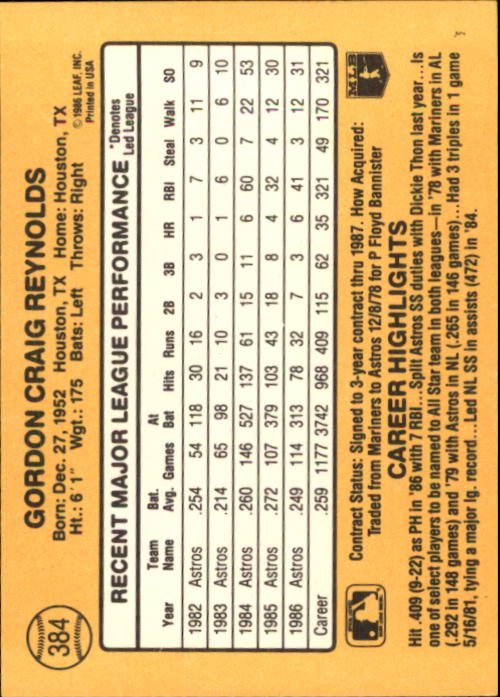 384
GORDON CRAIG REYNOLDS
Born: Dec. 27, 1952 Houston, TX Home: Houston, TX
Ht.: 6'1" Wgt.: 175 Bats: Left Throws: Right
© 1986 LEAF, INC.
Printed in USA
RECENT MAJOR LEAGUE PERFORMANCE *Denotes Led League
Year Team Name Bat. Avg. Games At Bat Hits Runs 2B 3B HR RBI Steal Walk SO
1982 Astros .254 54 118 30 16 2 3 1 7 3 11 9
1983 Astros .214 65 98 21 10 3 0 1 6 0 6 10
1984 Astros .260 146 527 137 61 15 11 6 60 7 22 53
1985 Astros .272 107 379 103 43 18 8 4 32 4 12 30
1986 Astros .249 114 313 78 32 7 3 6 41 3 12 31
Career .259 1177 3742 968 409 115 62 35 321 49 170 321
Contract Status: Signed to 3-year contract thru 1987. How Acquired:
Traded from Mariners to Astros 12/8/78 for P Floyd Bannister
MLB
CAREER HIGHLIGHTS
Hit .409 (9-22) as PH in '86 with 7 RBI...Split Astros SS duties with Dickie Thon last year...Is
one of select players to be named to All Star team in both leagues—in '78 with Mariners in AL
(.292 in 148 games) and '79 with Astros in NL (.265 in 146 games)...Had 3 triples in 1 game
5/16/81, tying a major lg. record...Led NL SS in assists (472) in '84.